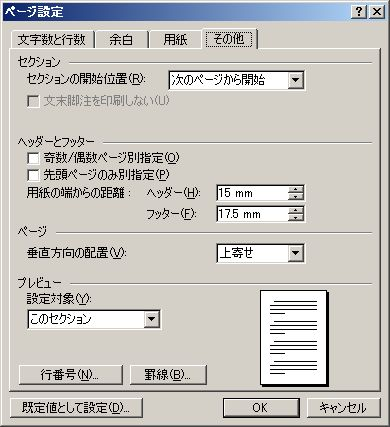 ページ設定
文字数と行数 余白 用紙 その他
セクション
セクションの開始位置(R): 次のページから開始
文末脚注を印刷しない(U)
ヘッダーとフッター
奇数/偶数ページ別指定(O)
先頭ページのみ別指定(P)
用紙の端からの距離: ヘッダー(H): 15 mm
フッター(F): 17.5 mm
ページ
垂直方向の配置(V): 上寄せ
プレビュー
設定対象(Y):
このセクション
行番号(N)... 罫線(B)...
既定値として設定(D)... OK キャンセル